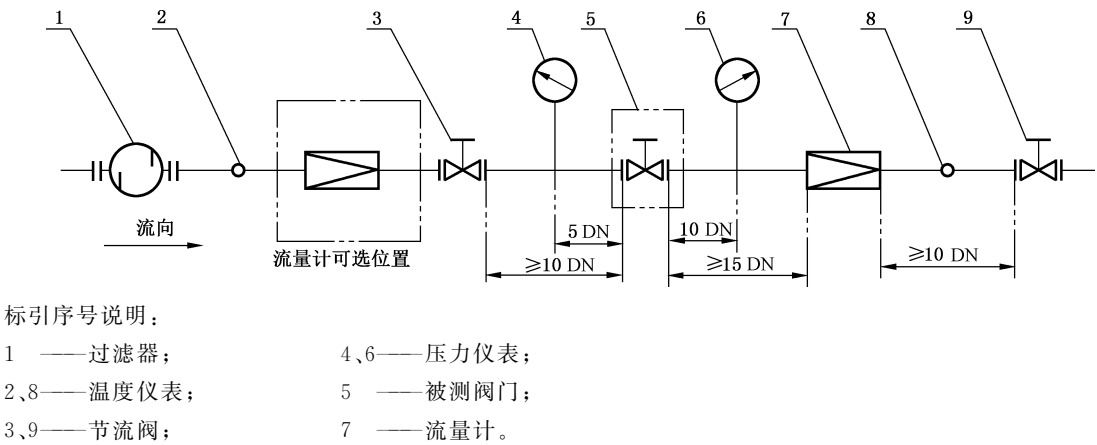 1 2 3 4 5 6 7 8 9
流向
流量计可选位置
5 DN
10 DN
≥10 DN
≥15 DN
≥10 DN
标引序号说明：
1 ——过滤器；
4、6——压力仪表；
2、8——温度仪表；
5 ——被测阀门；
3、9——节流阀；
7 ——流量计。